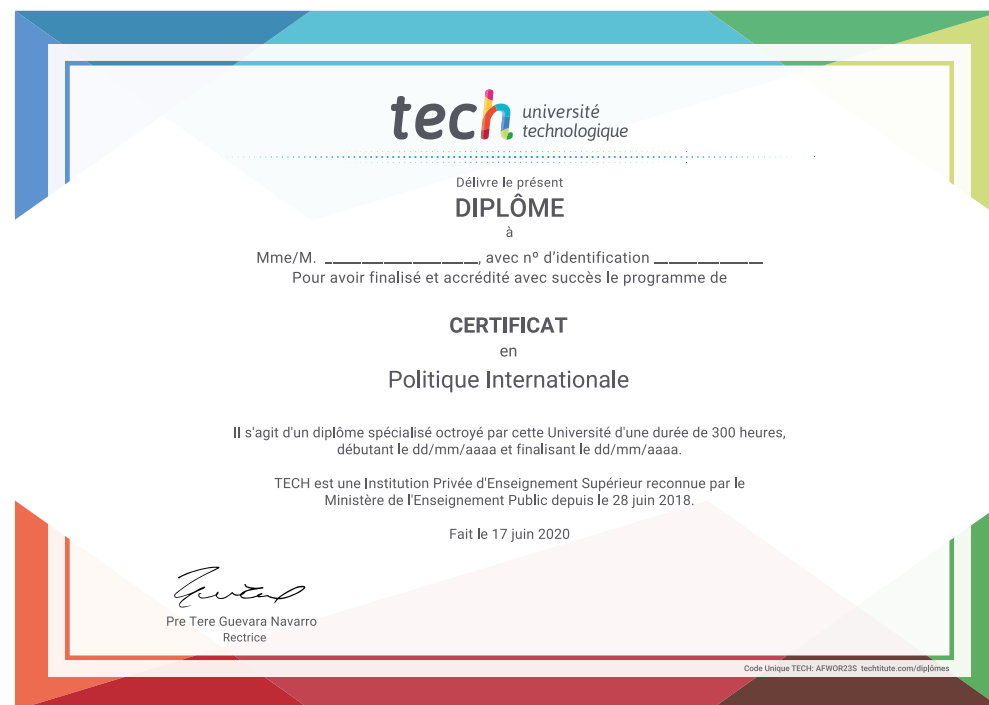 tech université
technologique
Délivre le présent
DIPLÔME
à
Mme/M. ____________________, avec nº d'identification ______________
Pour avoir finalisé et accrédité avec succès le programme de
CERTIFICAT
en
Politique Internationale
Il s'agit d'un diplôme spécialisé octroyé par cette Université d'une durée de 300 heures,
débutant le dd/mm/aaaa et finalisant le dd/mm/aaaa.
TECH est une Institution Privée d'Enseignement Supérieur reconnue par le
Ministère de l'Enseignement Public depuis le 28 juin 2018.
Fait le 17 juin 2020
Pre Tere Guevara Navarro
Rectrice
Code Unique TECH: AFWOR23S techtitute.com/diplômes